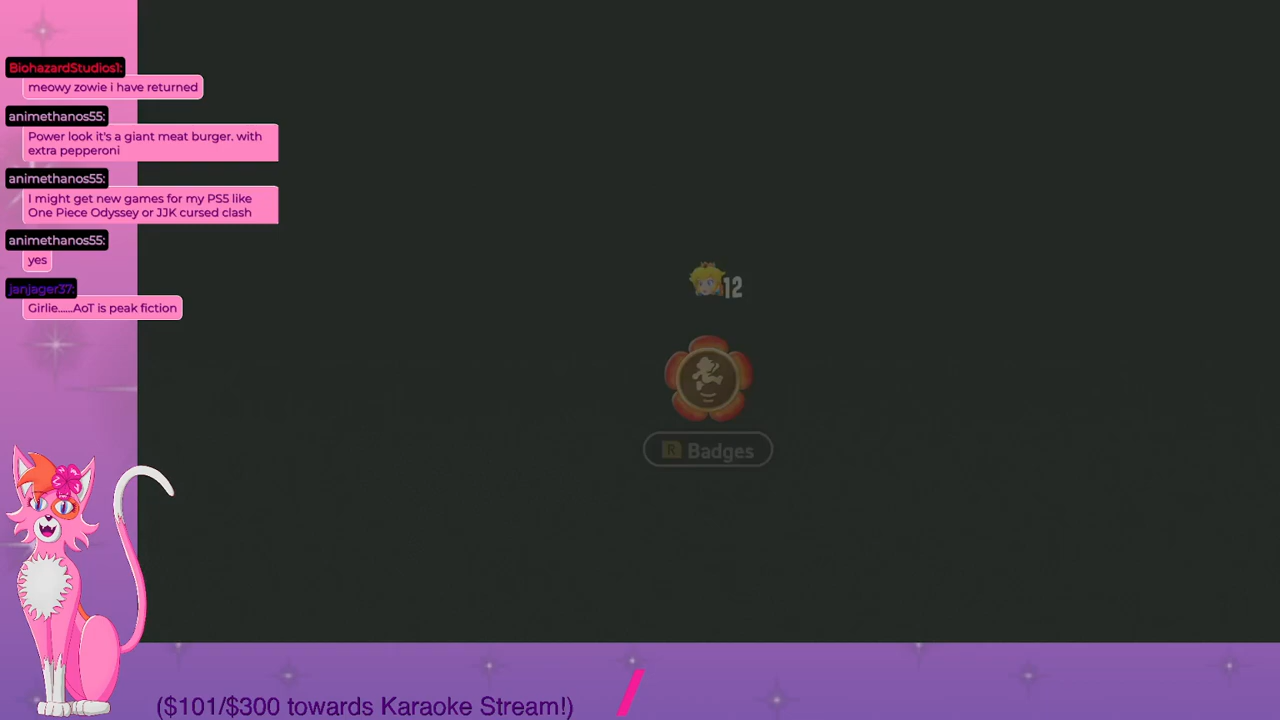 BiohazardStudios1:
meowy zowie i have returned
animethanos55:
Power look it's a giant meat burger. with
extra pepperoni
animethanos55:
I might get new games for my PS5 like
One Piece Odyssey or JJK cursed clash
animethanos55:
yes
janjager37:
Girlie......AoT is peak fiction
12
R Badges
($101/$300 towards Karaoke Stream!)